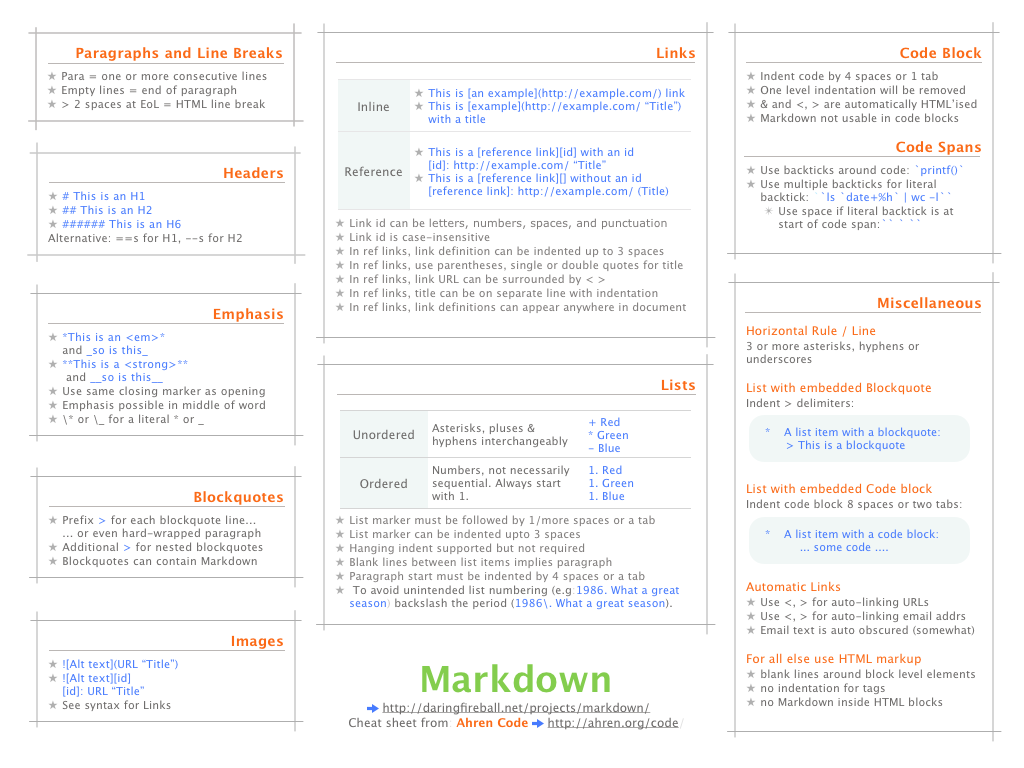 Paragraphs and Line Breaks
★ Para = one or more consecutive lines
★ Empty lines = end of paragraph
★ > 2 spaces at EoL = HTML line break
Headers
★ # This is an H1
★ ## This is an H2
★ ###### This is an H6
Alternative: ==s for H1, --s for H2
Emphasis
★ *This is an <em>*
and _so is this_
★ **This is a <strong>**
and __so is this__
★ Use same closing marker as opening
★ Emphasis possible in middle of word
★ \* or \_ for a literal * or _
Blockquotes
★ Prefix > for each blockquote line...
... or even hard-wrapped paragraph
★ Additional > for nested blockquotes
★ Blockquotes can contain Markdown
Images
★ ![Alt text](URL “Title”)
★ ![Alt text][id]
[id]: URL “Title”
★ See syntax for Links
Links
Inline
★ This is [an example](http://example.com/) link
★ This is [example](http://example.com/ “Title”)
with a title
Reference
★ This is a [reference link][id] with an id
[id]: http://example.com/ “Title”
★ This is a [reference link][] without an id
[reference link]: http://example.com/ (Title)
★ Link id can be letters, numbers, spaces, and punctuation
★ Link id is case-insensitive
★ In ref links, link definition can be indented up to 3 spaces
★ In ref links, use parentheses, single or double quotes for title
★ In ref links, link URL can be surrounded by < >
★ In ref links, title can be on separate line with indentation
★ In ref links, link definitions can appear anywhere in document
Lists
Unordered
Asterisks, pluses &
hyphens interchangeably
+ Red
* Green
- Blue
Ordered
Numbers, not necessarily
sequential. Always start
with 1.
1. Red
1. Green
1. Blue
★ List marker must be followed by 1/more spaces or a tab
★ List marker can be indented upto 3 spaces
★ Hanging indent supported but not required
★ Blank lines between list items implies paragraph
★ Paragraph start must be indented by 4 spaces or a tab
★ To avoid unintended list numbering (e.g.1986. What a great
season) backslash the period (1986\. What a great season).
Markdown
http://daringfireball.net/projects/markdown/
Cheat sheet from Ahren Code http://ahren.org/code/
Code Block
★ Indent code by 4 spaces or 1 tab
★ One level indentation will be removed
★ & and <, > are automatically HTML’ised
★ Markdown not usable in code blocks
Code Spans
★ Use backticks around code: `printf()`
★ Use multiple backticks for literal
backtick: ``ls `date+%h` | wc -l``
✳ Use space if literal backtick is at
start of code span:`` ` ``
Miscellaneous
Horizontal Rule / Line
3 or more asterisks, hyphens or
underscores
List with embedded Blockquote
Indent > delimiters:
* A list item with a blockquote:
> This is a blockquote
List with embedded Code block
Indent code block 8 spaces or two tabs:
* A list item with a code block:
... some code ....
Automatic Links
★ Use <, > for auto-linking URLs
★ Use <, > for auto-linking email addrs
★ Email text is auto obscured (somewhat)
For all else use HTML markup
★ blank lines around block level elements
★ no indentation for tags
★ no Markdown inside HTML blocks